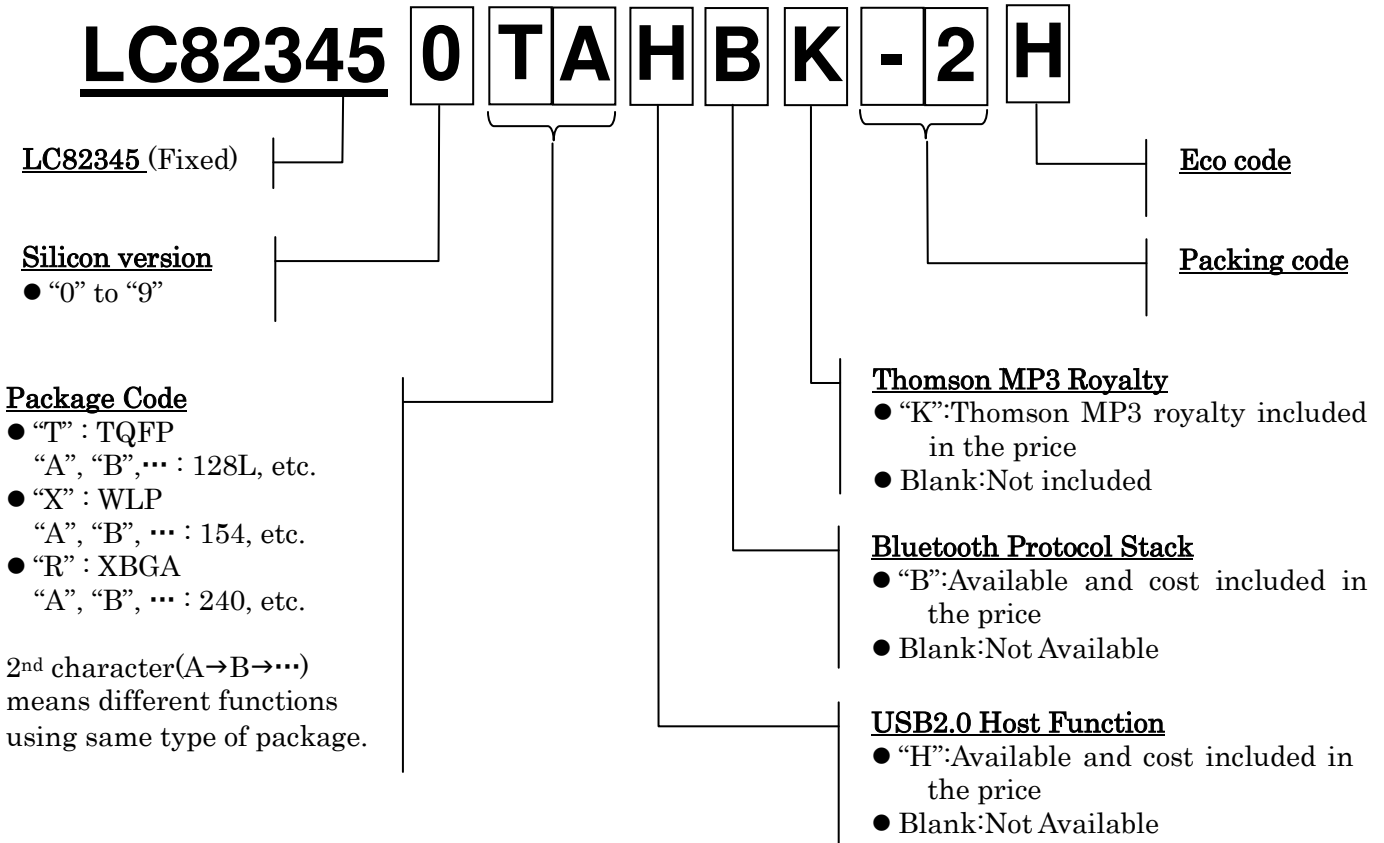 LC82345 0 T A H B K - 2 H
LC82345 (Fixed)
Silicon version
● “0” to “9”
Package Code
● “T” : TQFP
“A”, “B”,··· : 128L, etc.
● “X” : WLP
“A”, “B”, ··· : 154, etc.
● “R” : XBGA
“A”, “B”, ··· : 240, etc.
2nd character(A→B→···)
means different functions
using same type of package.
Eco code
Packing code
Thomson MP3 Royalty
● “K”:Thomson MP3 royalty included
in the price
● Blank:Not included
Bluetooth Protocol Stack
● “B”:Available and cost included in
the price
● Blank:Not Available
USB2.0 Host Function
● “H”:Available and cost included in
the price
● Blank:Not Available